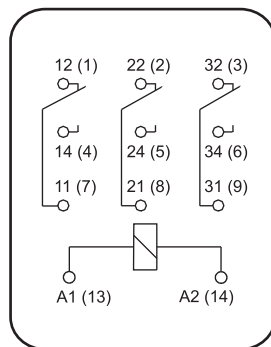 12 (1) 22 (2) 32 (3)
14 (4) 24 (5) 34 (6)
11 (7) 21 (8) 31 (9)
A1 (13) A2 (14)